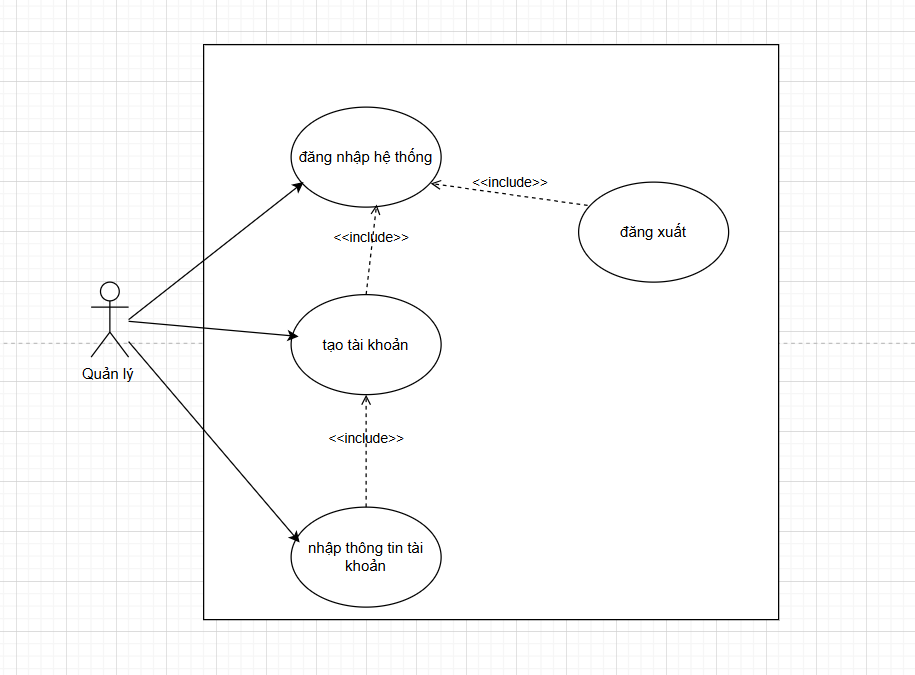 đăng nhập hệ thống
<<include>>
đăng xuất
<<include>>
tạo tài khoản
Quản lý
<<include>>
nhập thông tin tài
khoản